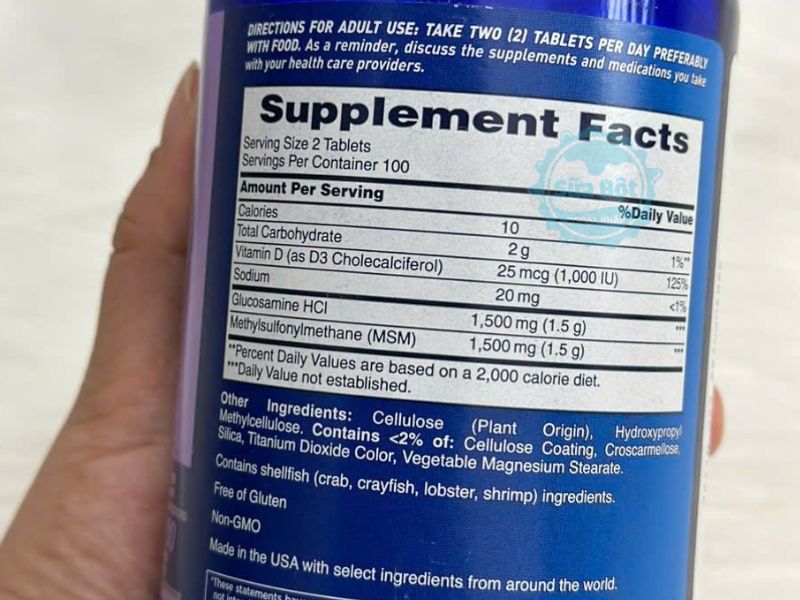 DIRECTIONS FOR ADULT USE: TAKE TWO (2) TABLETS PER DAY PREFERABLY
WITH FOOD. As a reminder, discuss the supplements and medications you take
with your health care providers.
Supplement Facts
Serving Size 2 Tablets
Servings Per Container 100
Amount Per Serving %Daily Value
Calories 10
Total Carbohydrate 2 g 1%**
Vitamin D (as D3 Cholecalciferol) 25 mcg (1,000 IU) 125%
Sodium 20 mg <1%
Glucosamine HCl 1,500 mg (1.5 g) ***
Methylsulfonylmethane (MSM) 1,500 mg (1.5 g) ***
**Percent Daily Values are based on a 2,000 calorie diet.
***Daily Value not established.
Sữa Bột
Other Ingredients: Cellulose (Plant Origin), Hydroxypropyl
Methylcellulose. Contains <2% of: Cellulose Coating, Croscarmellose,
Silica, Titanium Dioxide Color, Vegetable Magnesium Stearate.
Contains shellfish (crab, crayfish, lobster, shrimp) ingredients.
Free of Gluten
Non-GMO
Made in the USA with select ingredients from around the world.
*These statements